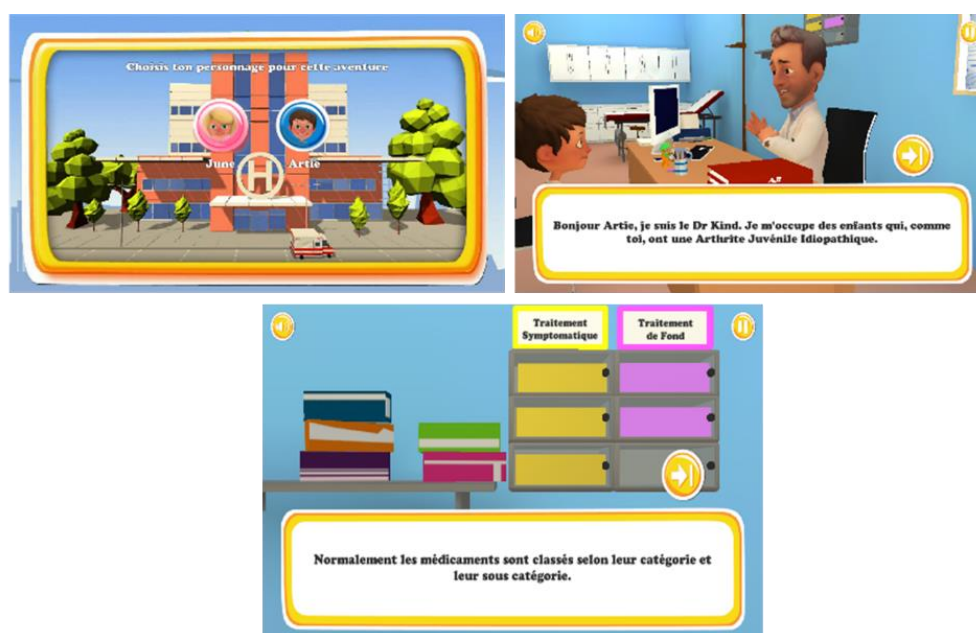 Choisis ton personnage pour cette aventure
June
Artie
H
Bonjour Artie, je suis le Dr Kind. Je m'occupe des enfants qui, comme
toi, ont une Arthrite Juvénile Idiopathique.
Traitement
Symptomatique
Traitement
de Fond
Normalement les médicaments sont classés selon leur catégorie et
leur sous catégorie.